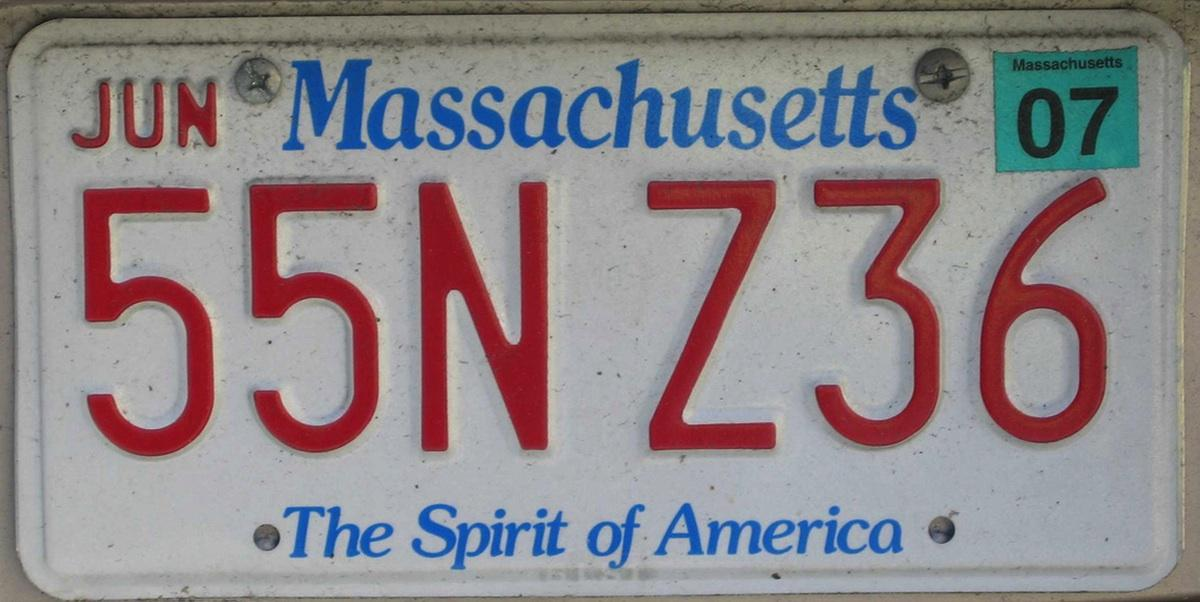 JUN Massachusetts Massachusetts
07
55N Z36
The Spirit of America